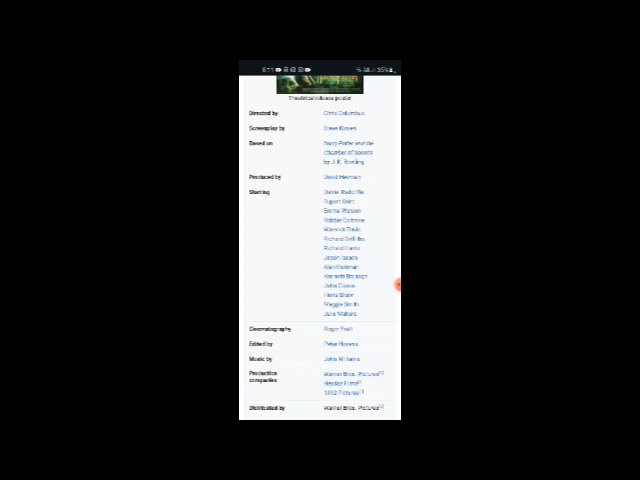 Theatrical release poster
Directed by Chris Columbus
Screenplay by Steve Kloves
Based on Harry Potter and the
Chamber of Secrets
by J. K. Rowling
Produced by David Heyman
Starring Daniel Radcliffe
Rupert Grint
Emma Watson
Robbie Coltrane
Warwick Davis
Richard Griffiths
Richard Harris
Jason Isaacs
Alan Rickman
Kenneth Branagh
John Cleese
Fiona Shaw
Maggie Smith
Julie Walters
Cinematography Roger Pratt
Edited by Peter Honess
Music by John Williams
Production
companies
Warner Bros. Pictures
Heyday Films
1492 Pictures
Distributed by Warner Bros. Pictures